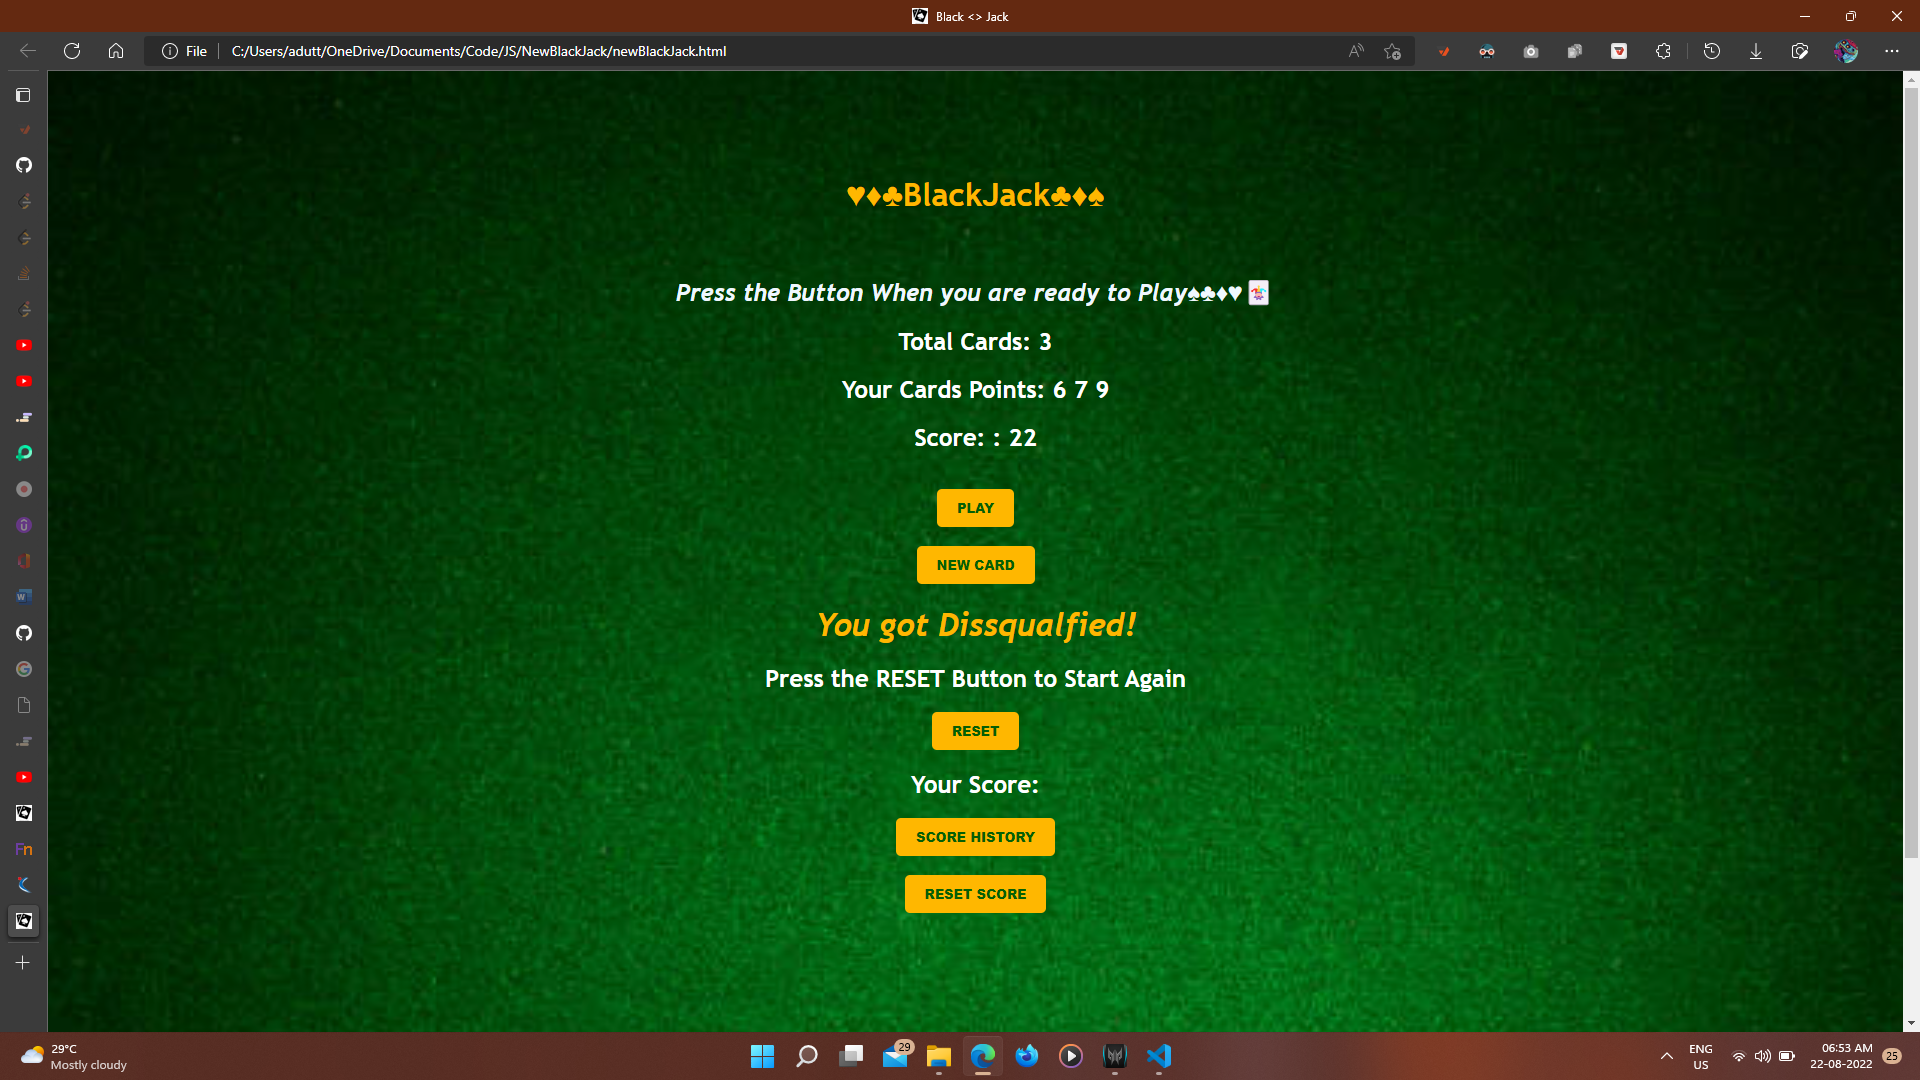 Black <> Jack
File
C:/Users/adutt/OneDrive/Documents/Code/JS/NewBlackJack/newBlackJack.html
♥♦♣BlackJack♣♦♠
Press the Button When you are ready to Play♠♣♦♥🃏
Total Cards: 3
Your Cards Points: 6 7 9
Score: : 22
PLAY
NEW CARD
You got Dissqualfied!
Press the RESET Button to Start Again
RESET
Your Score:
SCORE HISTORY
RESET SCORE
Fn
29°C
Mostly cloudy
29
ENG
US
06:53 AM
22-08-2022
25